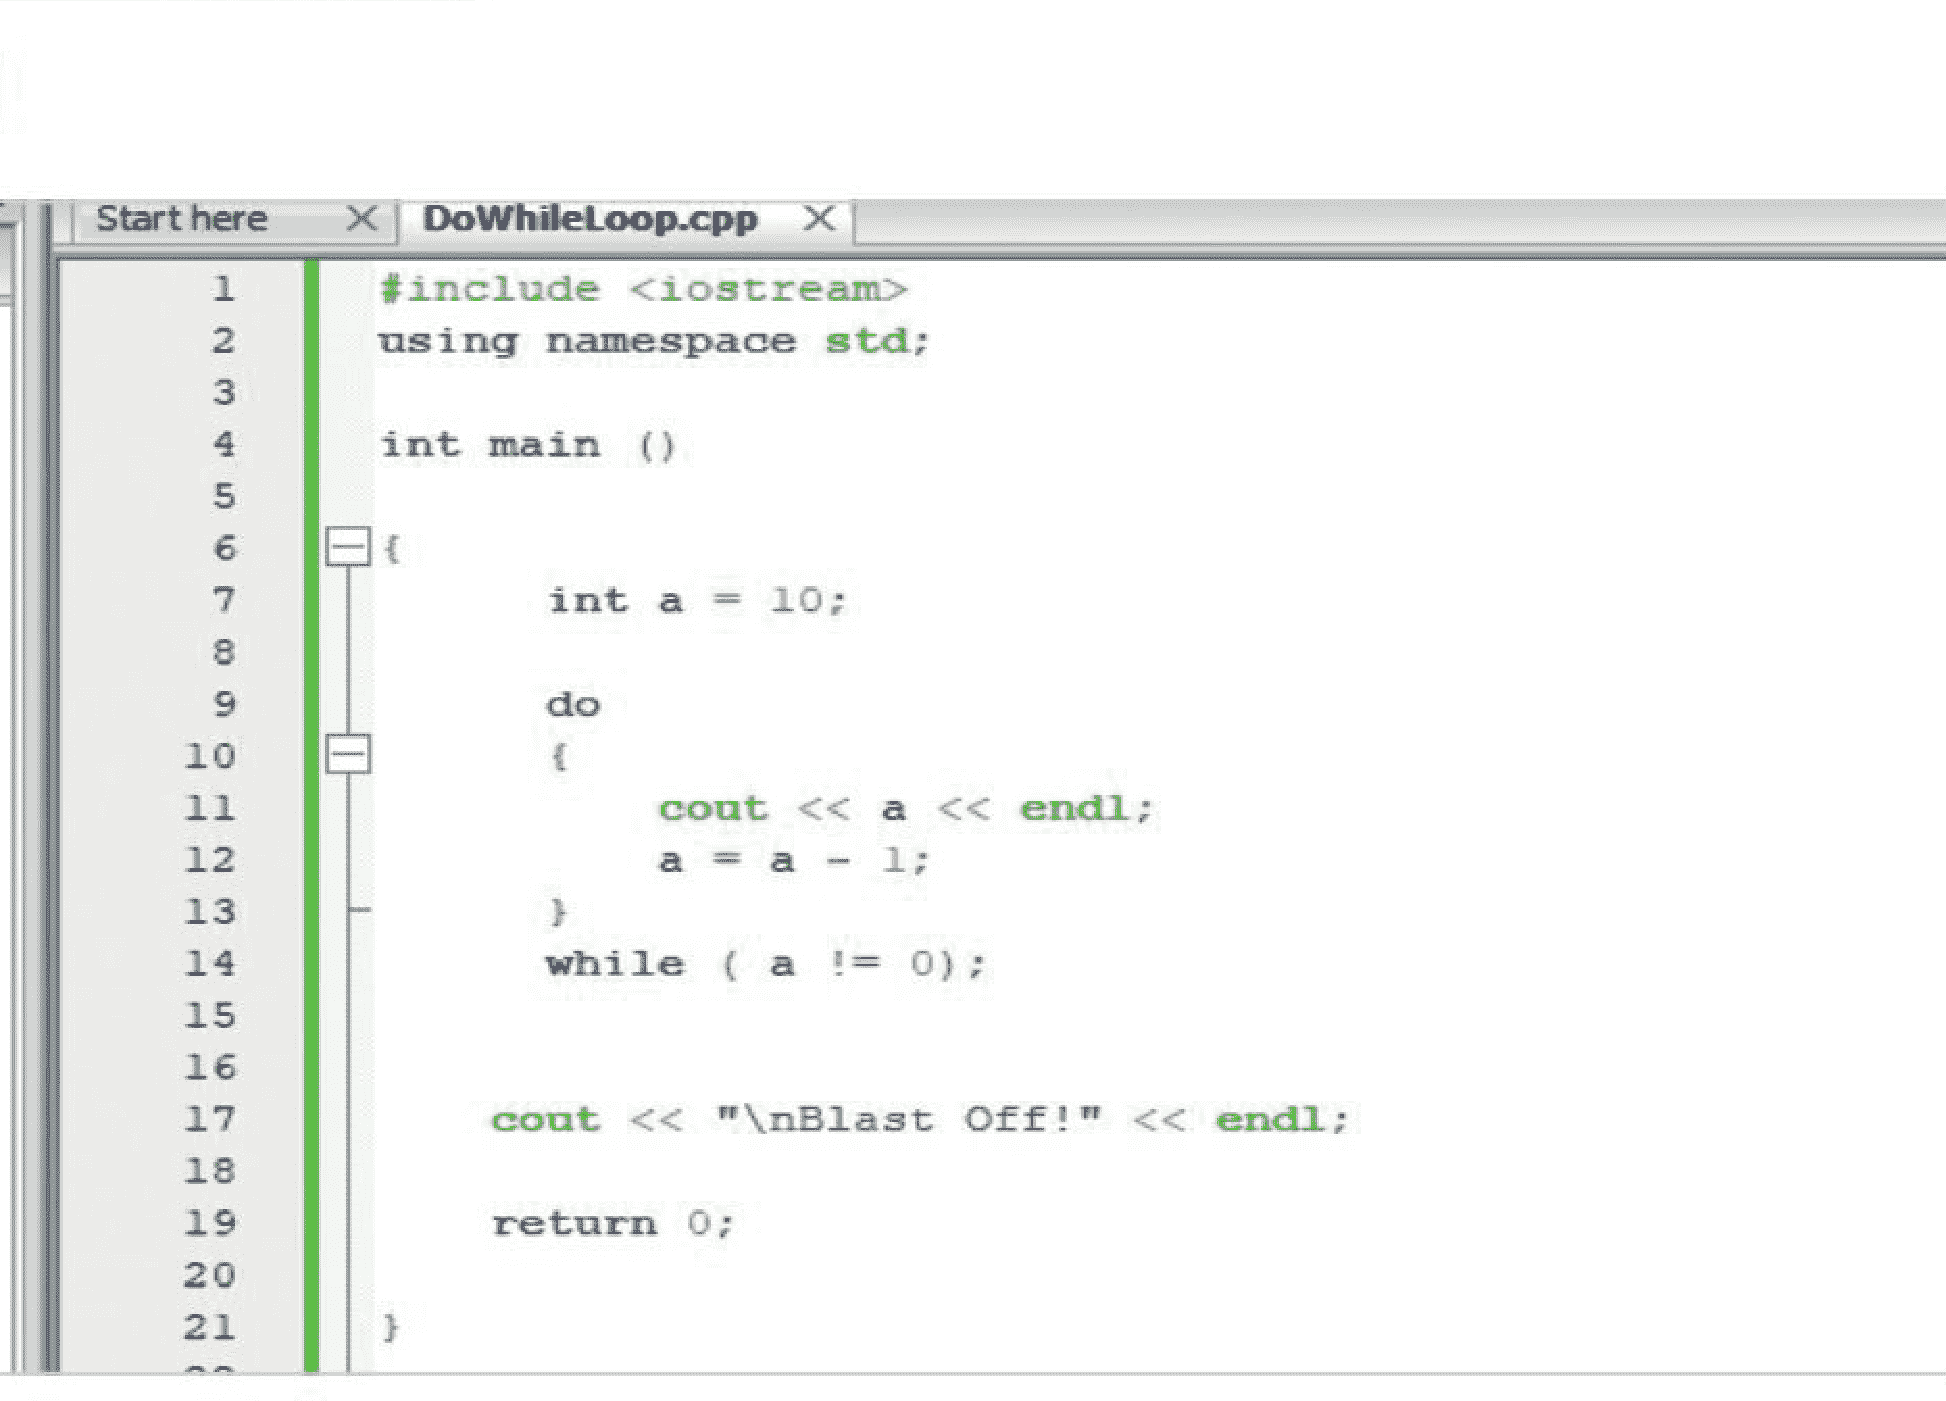 Start here DoWhileLoop.cpp
1 #include <iostream>
2 using namespace std;
3
4 int main ()
5
6 {
7 int a = 10;
8
9 do
10 {
11 cout << a << endl;
12 a = a - 1;
13 }
14 while ( a != 0);
15
16
17 cout << "\nBlast Off!" << endl;
18
19 return 0;
20
21 }